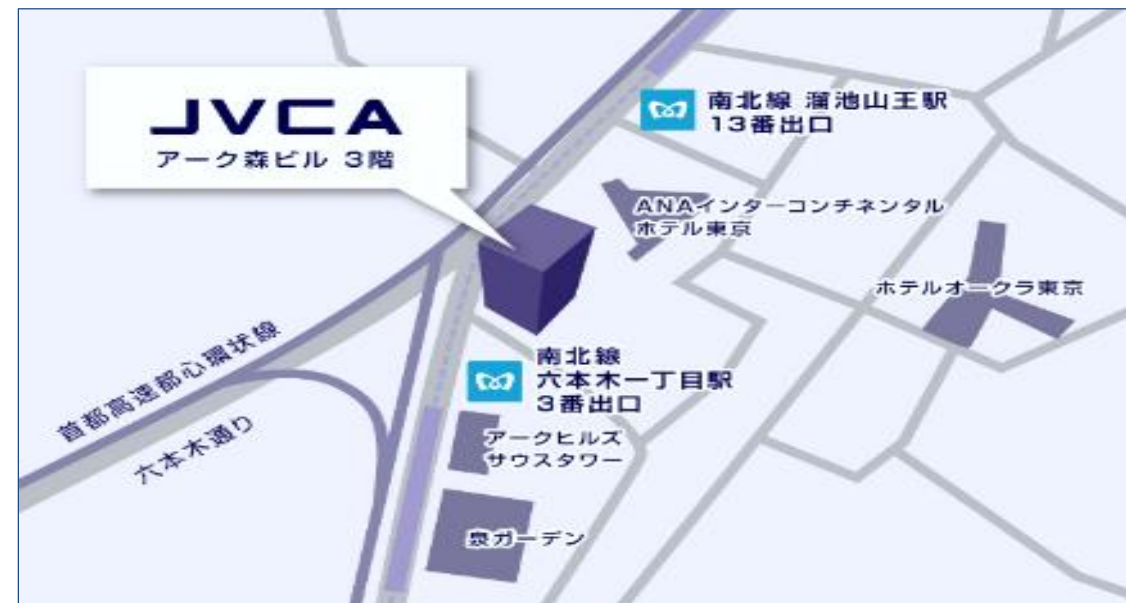 JVCA
アーク森ビル 3階
南北線 溜池山王駅
13番出口
ANAインターコンチネンタル
ホテル東京
ホテルオークラ東京
首都高速都心環状線
六本木通り
南北線
六本木一丁目駅
3番出口
アークヒルズ
サウスタワー
泉ガーデン